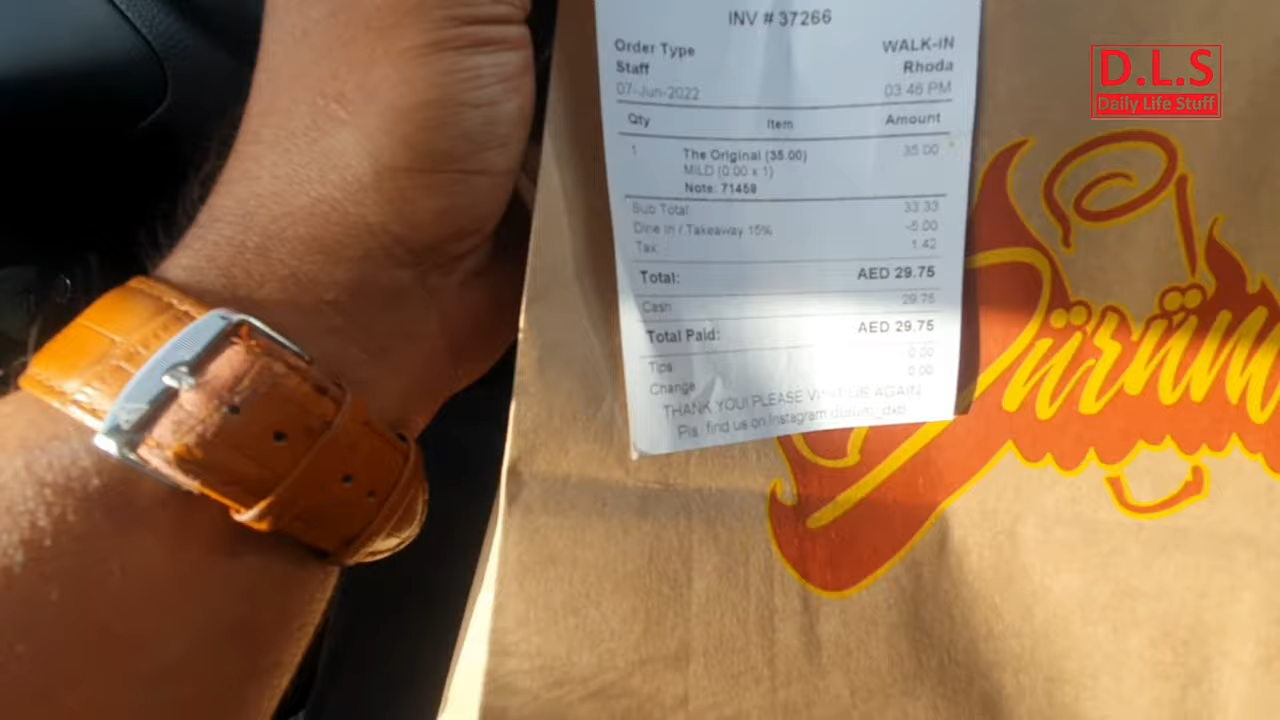 INV # 37266
Order Type WALK-IN
Staff Rhoda
07-Jun-2022 03:46 PM
Qty Item Amount
1 The Original (35.00) 35.00
MILD (0.00 x 1)
Note: 71459
Sub Total: 33.33
Dine In / Takeaway 15% -5.00
Tax: 1.42
Total: AED 29.75
Cash 29.75
Total Paid: AED 29.75
Tips 0.00
Change 0.00
THANK YOU! PLEASE VISIT US AGAIN
Pls. find us on Instagram durum_dxb
D.L.S
Daily Life Stuff
Dürüm